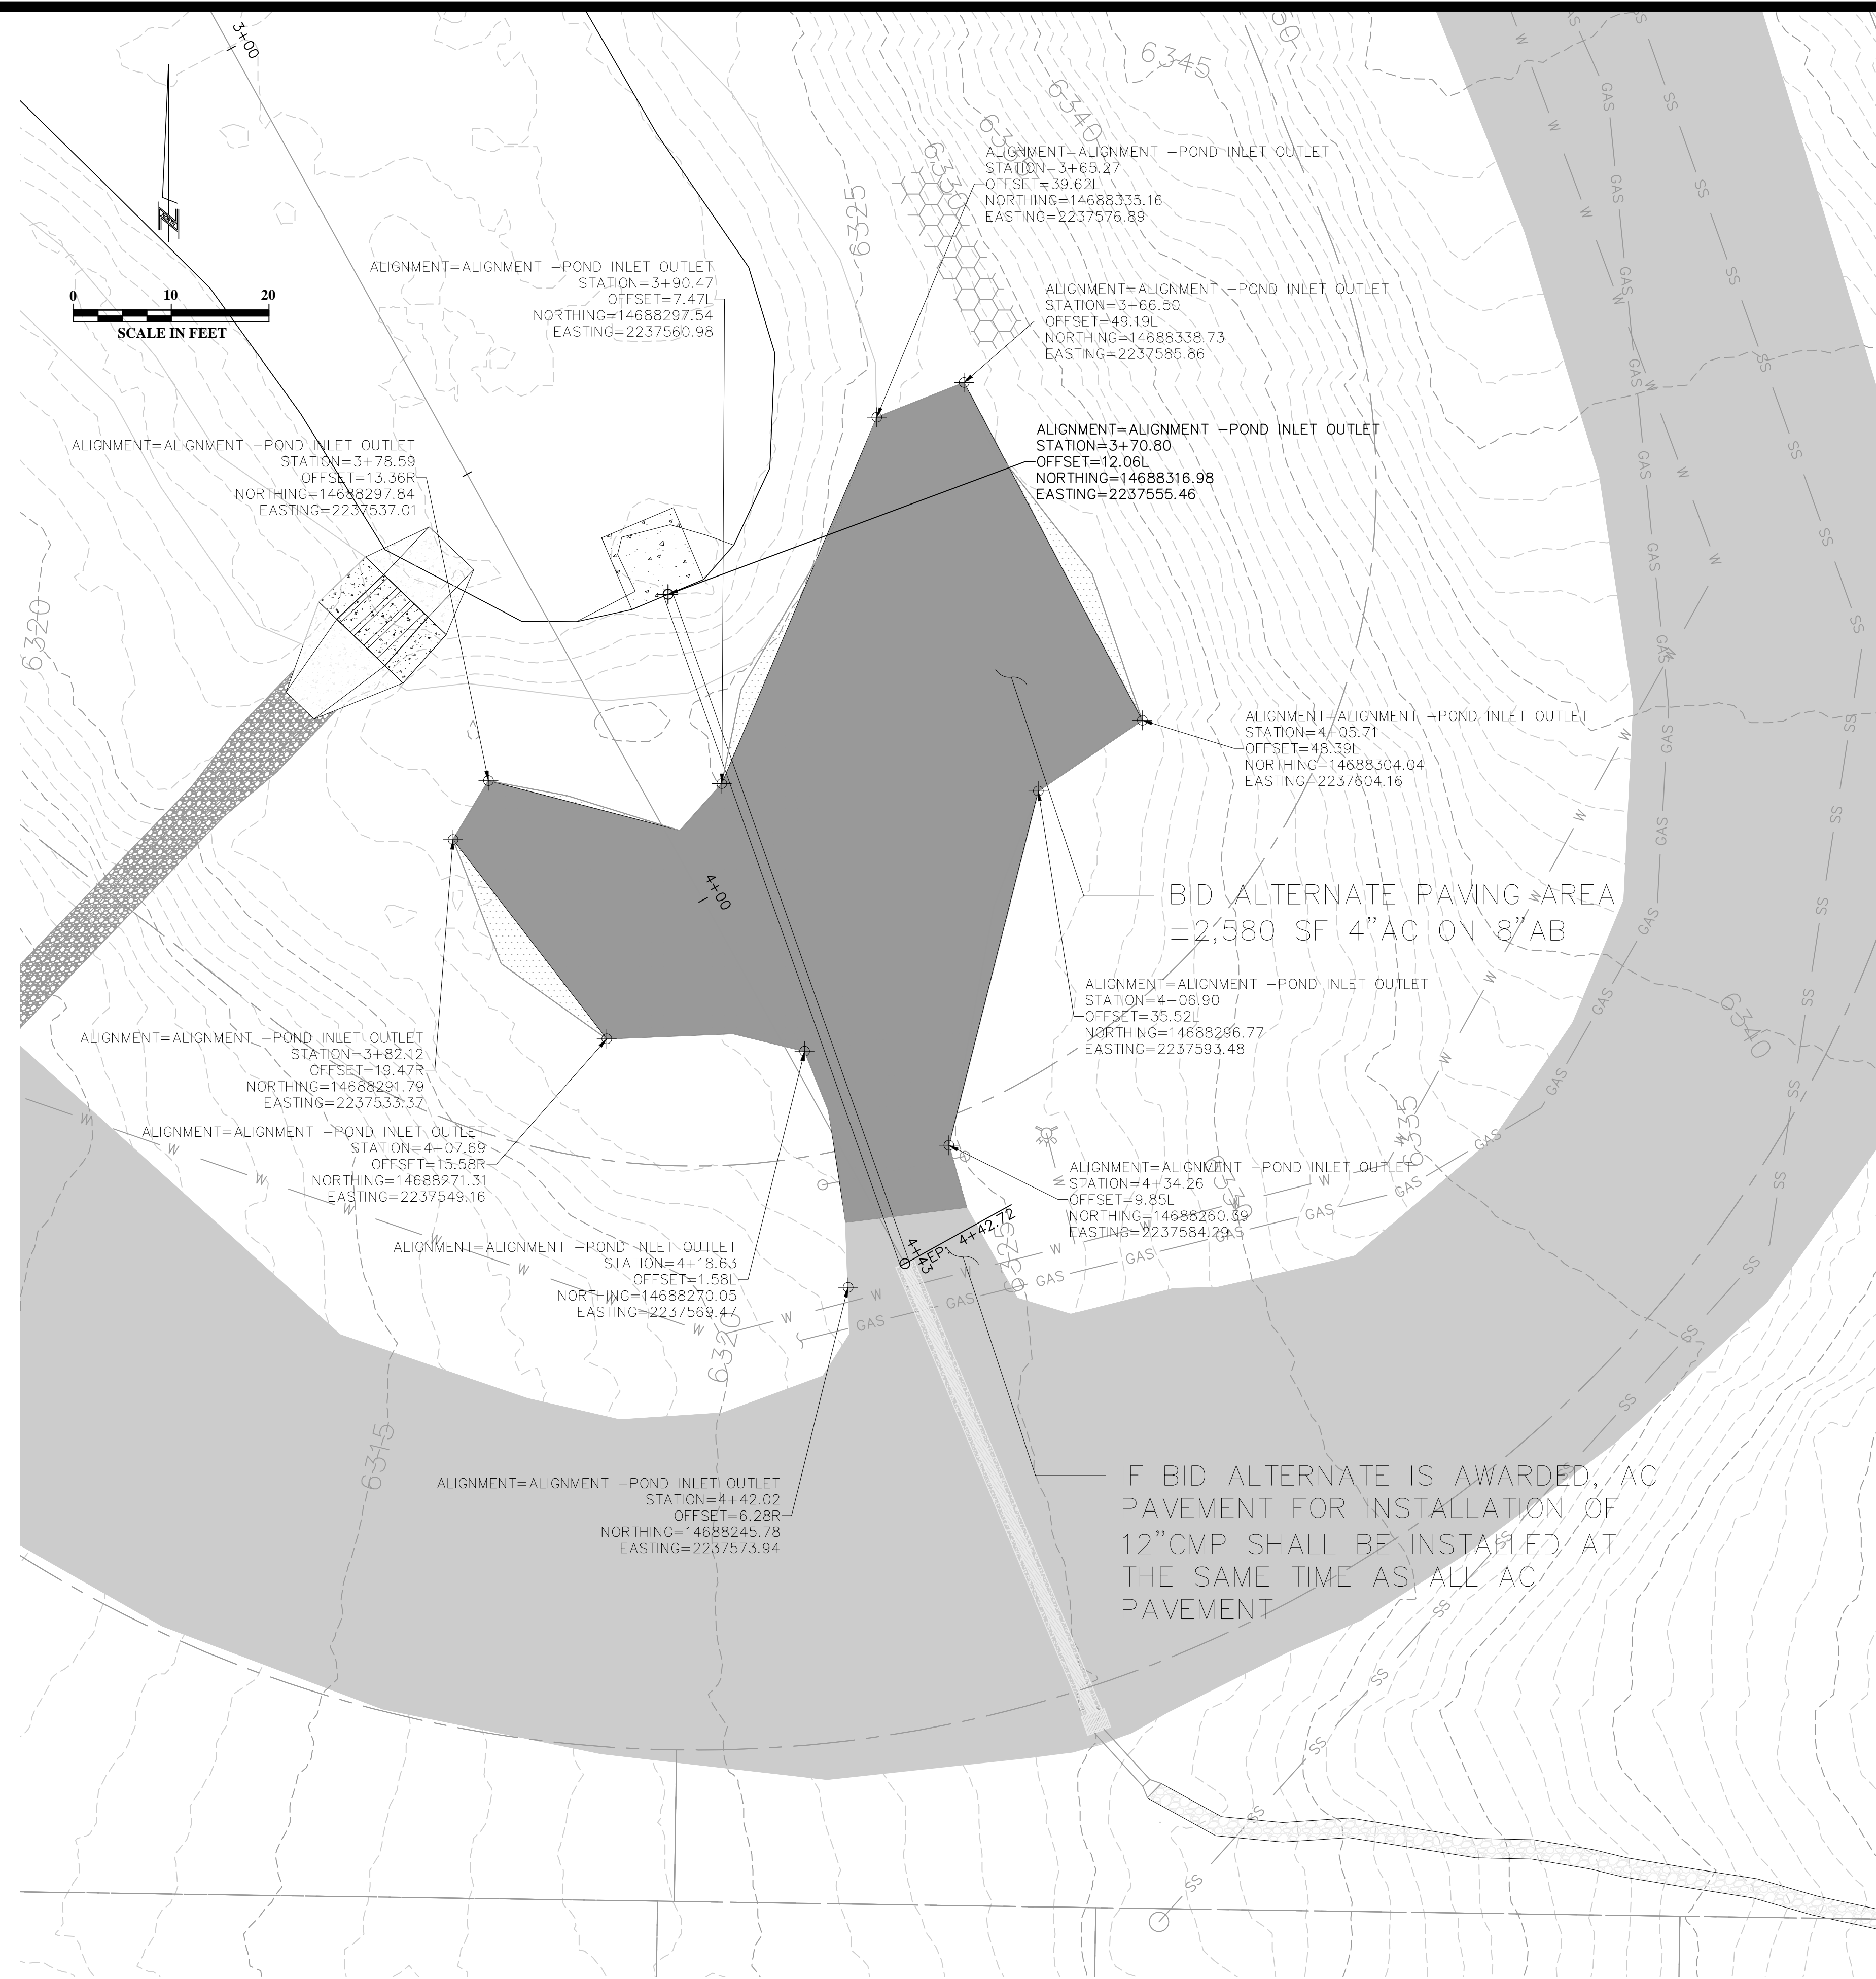 3+00
6345
6350
6340
6335
6330
6325
0 10 20
SCALE IN FEET
ALIGNMENT=ALIGNMENT -POND INLET OUTLET
STATION=3+65.27
OFFSET=39.62L
NORTHING=14688335.16
EASTING=2237576.89
ALIGNMENT=ALIGNMENT -POND INLET OUTLET
STATION=3+90.47
OFFSET=7.47L
NORTHING=14688297.54
EASTING=2237560.98
ALIGNMENT=ALIGNMENT -POND INLET OUTLET
STATION=3+66.50
OFFSET=49.19L
NORTHING=14688338.73
EASTING=2237585.86
ALIGNMENT=ALIGNMENT -POND INLET OUTLET
STATION=3+78.59
OFFSET=13.36R
NORTHING=14688297.84
EASTING=2237537.01
ALIGNMENT=ALIGNMENT -POND INLET OUTLET
STATION=3+70.80
OFFSET=12.06L
NORTHING=14688316.98
EASTING=2237555.46
6320
ALIGNMENT=ALIGNMENT -POND INLET OUTLET
STATION=4+05.71
OFFSET=48.39L
NORTHING=14688304.04
EASTING=2237604.16
4+00
BID ALTERNATE PAVING AREA
±2,580 SF 4"AC ON 8"AB
ALIGNMENT=ALIGNMENT -POND INLET OUTLET
STATION=4+06.90
OFFSET=35.52L
NORTHING=14688296.77
EASTING=2237593.48
6340
ALIGNMENT=ALIGNMENT -POND INLET OUTLET
STATION=3+82.12
OFFSET=19.47R
NORTHING=14688291.79
EASTING=2237533.37
ALIGNMENT=ALIGNMENT -POND INLET OUTLET
STATION=4+07.69
OFFSET=15.58R
NORTHING=14688271.31
EASTING=2237549.16
6335
ALIGNMENT=ALIGNMENT -POND INLET OUTLET
STATION=4+34.26
OFFSET=9.85L
NORTHING=14688260.39
EASTING=2237584.29
6330
6325
4+43
EP: 4+42.72
ALIGNMENT=ALIGNMENT -POND INLET OUTLET
STATION=4+18.63
OFFSET=1.58L
NORTHING=14688270.05
EASTING=2237569.47
6320
6315
ALIGNMENT=ALIGNMENT -POND INLET OUTLET
STATION=4+42.02
OFFSET=6.28R
NORTHING=14688245.78
EASTING=2237573.94
IF BID ALTERNATE IS AWARDED, AC
PAVEMENT FOR INSTALLATION OF
12"CMP SHALL BE INSTALLED AT
THE SAME TIME AS ALL AC
PAVEMENT
W
GAS
SS